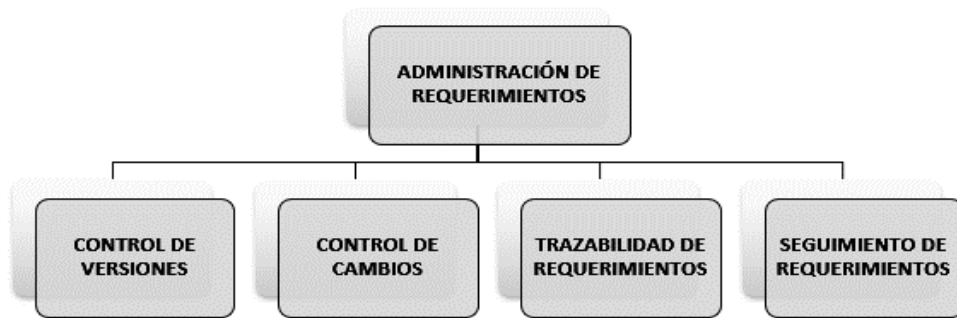 ADMINISTRACIÓN DE
REQUERIMIENTOS
CONTROL DE
VERSIONES
CONTROL DE
CAMBIOS
TRAZABILIDAD DE
REQUERIMIENTOS
SEGUIMIENTO DE
REQUERIMIENTOS